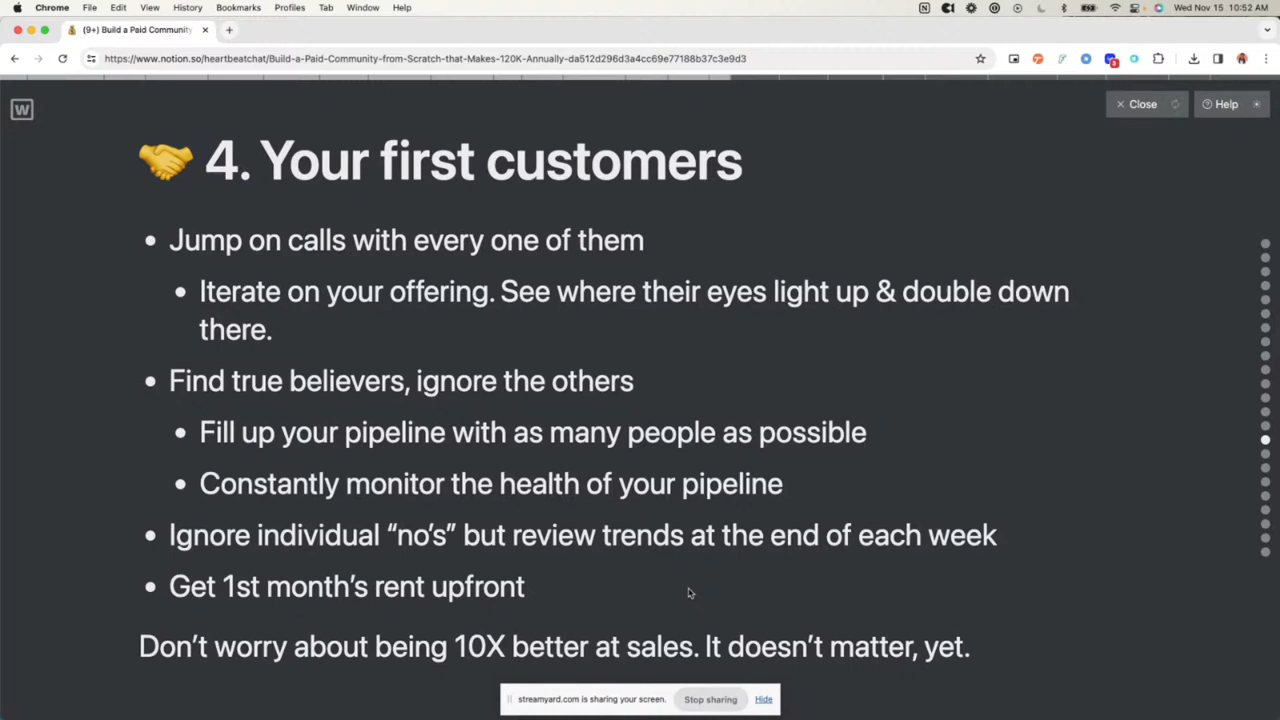 Chrome File Edit View History Bookmarks Profiles Tab Window Help Wed Nov 15 10:52 AM
(9+) Build a Paid Community
https://www.notion.so/heartbeatchat/Build-a-Paid-Community-from-Scratch-that-Makes-120K-Annually-da512d296d3a4cc69e77188b37c3e9d3
W
Close
Help
4. Your first customers
• Jump on calls with every one of them
• Iterate on your offering. See where their eyes light up & double down
there.
• Find true believers, ignore the others
• Fill up your pipeline with as many people as possible
• Constantly monitor the health of your pipeline
• Ignore individual “no’s” but review trends at the end of each week
• Get 1st month’s rent upfront
Don’t worry about being 10X better at sales. It doesn’t matter, yet.
streamyard.com is sharing your screen. Stop sharing Hide